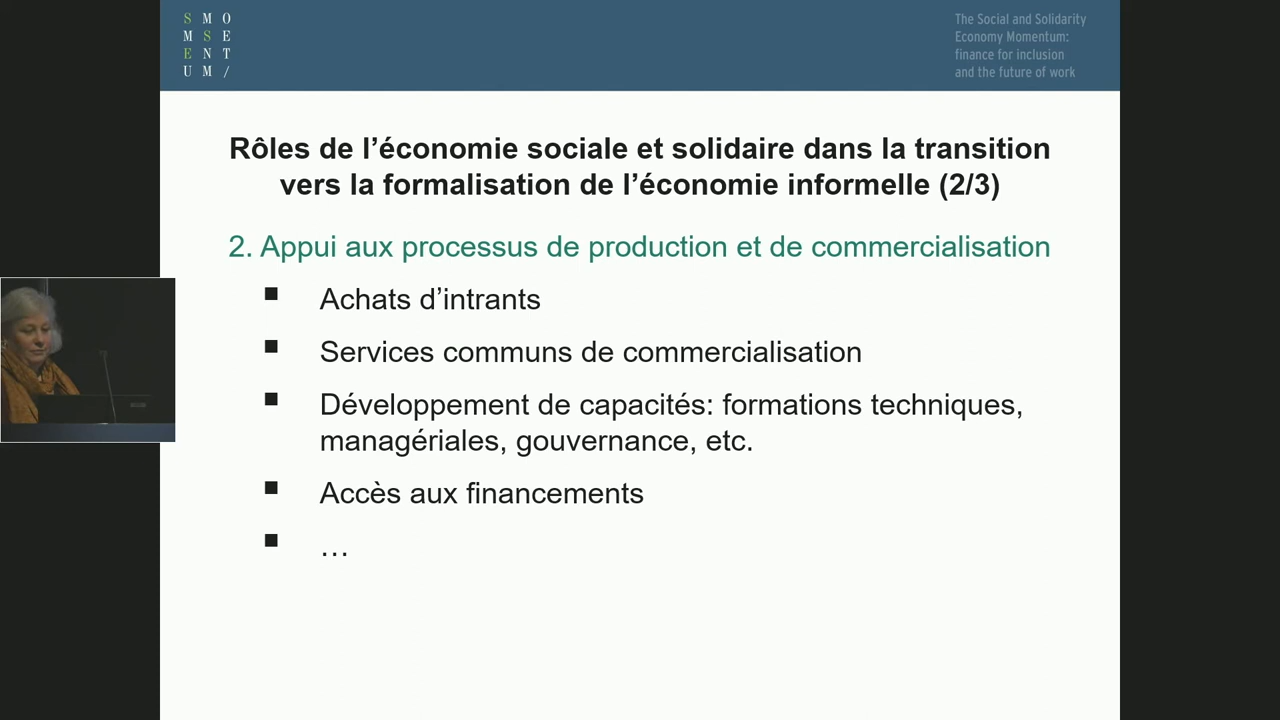 S M O
M S E
E N T
U M /
The Social and Solidarity
Economy Momentum:
finance for inclusion
and the future of work
Rôles de l’économie sociale et solidaire dans la transition
vers la formalisation de l’économie informelle (2/3)
2. Appui aux processus de production et de commercialisation
▪ Achats d’intrants
▪ Services communs de commercialisation
▪ Développement de capacités: formations techniques,
managériales, gouvernance, etc.
▪ Accès aux financements
▪ …